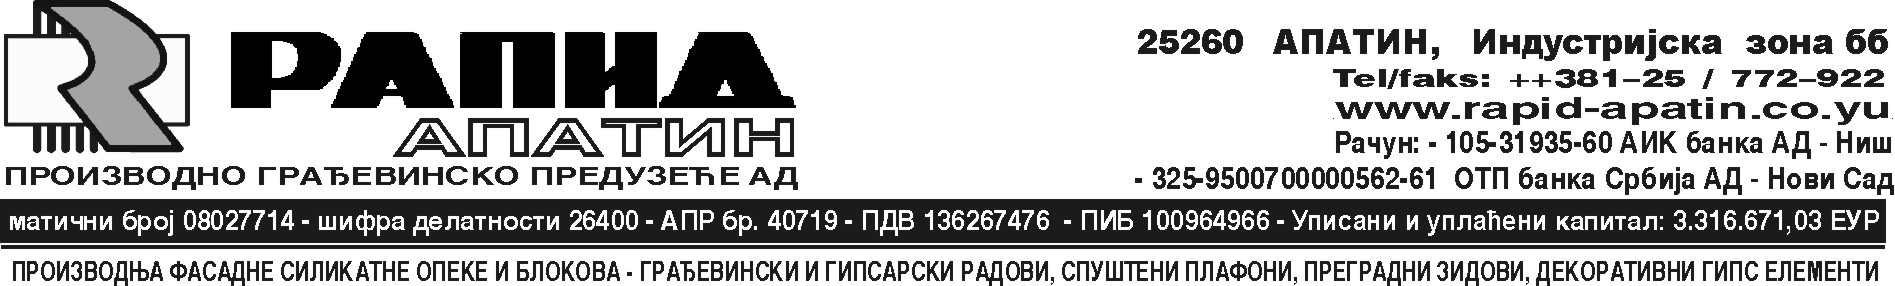 РАПИД
АПАТИН
ПРОИЗВОДНО ГРАЂЕВИНСКО ПРЕДУЗЕЋЕ АД
25260 АПАТИН, Индустријска зона бб
Tel/faks: ++381–25 / 772–922
www.rapid-apatin.co.yu
Рачун: - 105-31935-60 АИК банка АД - Ниш
- 325-9500700000562-61 ОТП банка Србија АД - Нови Сад
матични број 08027714 - шифра делатности 26400 - АПР бр. 40719 - ПДВ 136267476 - ПИБ 100964966 - Уписани и уплаћени капитал: 3.316.671,03 ЕУР
ПРОИЗВОДЊА ФАСАДНЕ СИЛИКАТНЕ ОПЕКЕ И БЛОКОВА - ГРАЂЕВИНСКИ И ГИПСАРСКИ РАДОВИ, СПУШТЕНИ ПЛАФОНИ, ПРЕГРАДНИ ЗИДОВИ, ДЕКОРАТИВНИ ГИПС ЕЛЕМЕНТИ